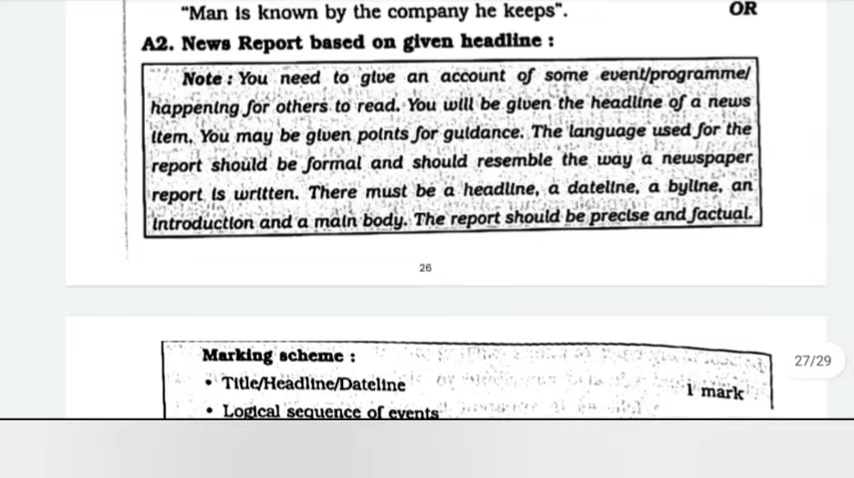 "Man is known by the company he keeps".
OR
A2. News Report based on given headline :
Note : You need to give an account of some event/programme/
happening for others to read. You will be given the headline of a news
item. You may be given points for guidance. The language used for the
report should be formal and should resemble the way a newspaper
report is written. There must be a headline, a dateline, a byline, an
introduction and a main body. The report should be precise and factual.
26
Marking scheme :
27/29
• Title/Headline/Dateline
1 mark
• Logical sequence of events